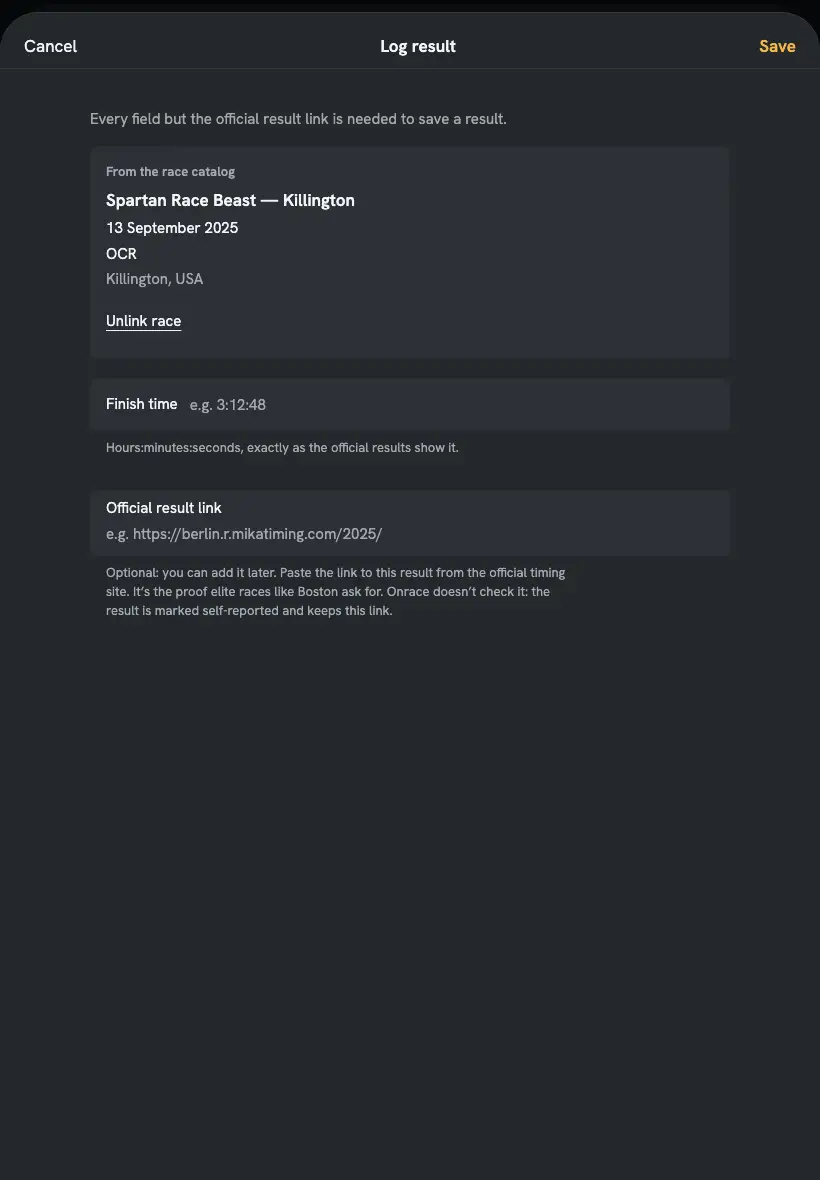 Cancel
Log result
Save
Every field but the official result link is needed to save a result.
From the race catalog
Spartan Race Beast — Killington
13 September 2025
OCR
Killington, USA
Unlink race
Finish time e.g. 3:12:48
Hours:minutes:seconds, exactly as the official results show it.
Official result link
e.g. https://berlin.r.mikatiming.com/2025/
Optional: you can add it later. Paste the link to this result from the official timing
site. It’s the proof elite races like Boston ask for. Onrace doesn’t check it: the
result is marked self-reported and keeps this link.